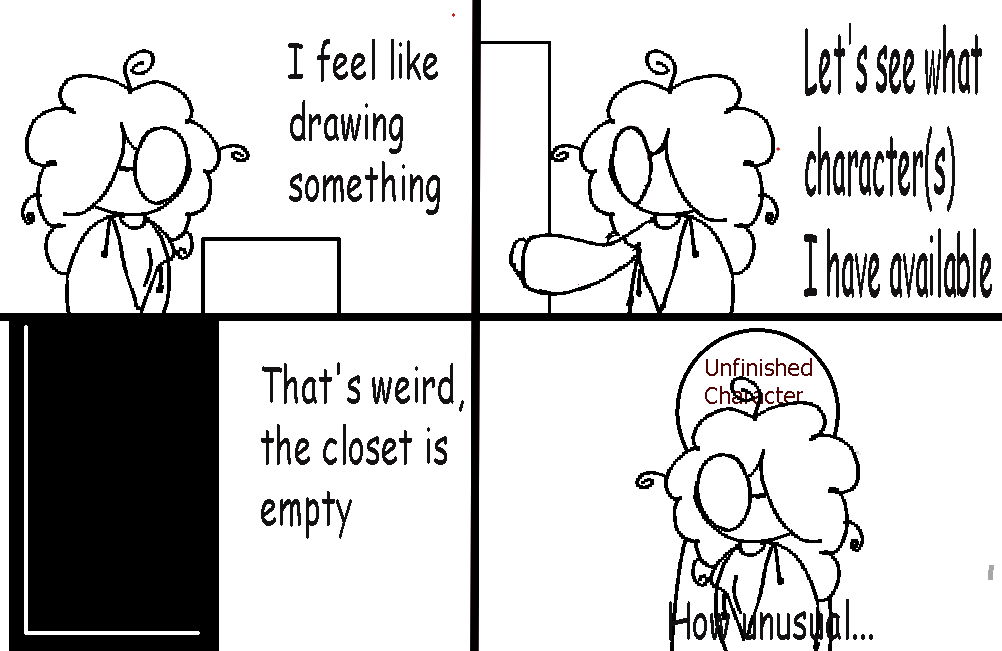 I feel like
drawing
something
Let's see what
character(s)
I have available
That's weird,
the closet is
empty
Unfinished
Character
How unusual...